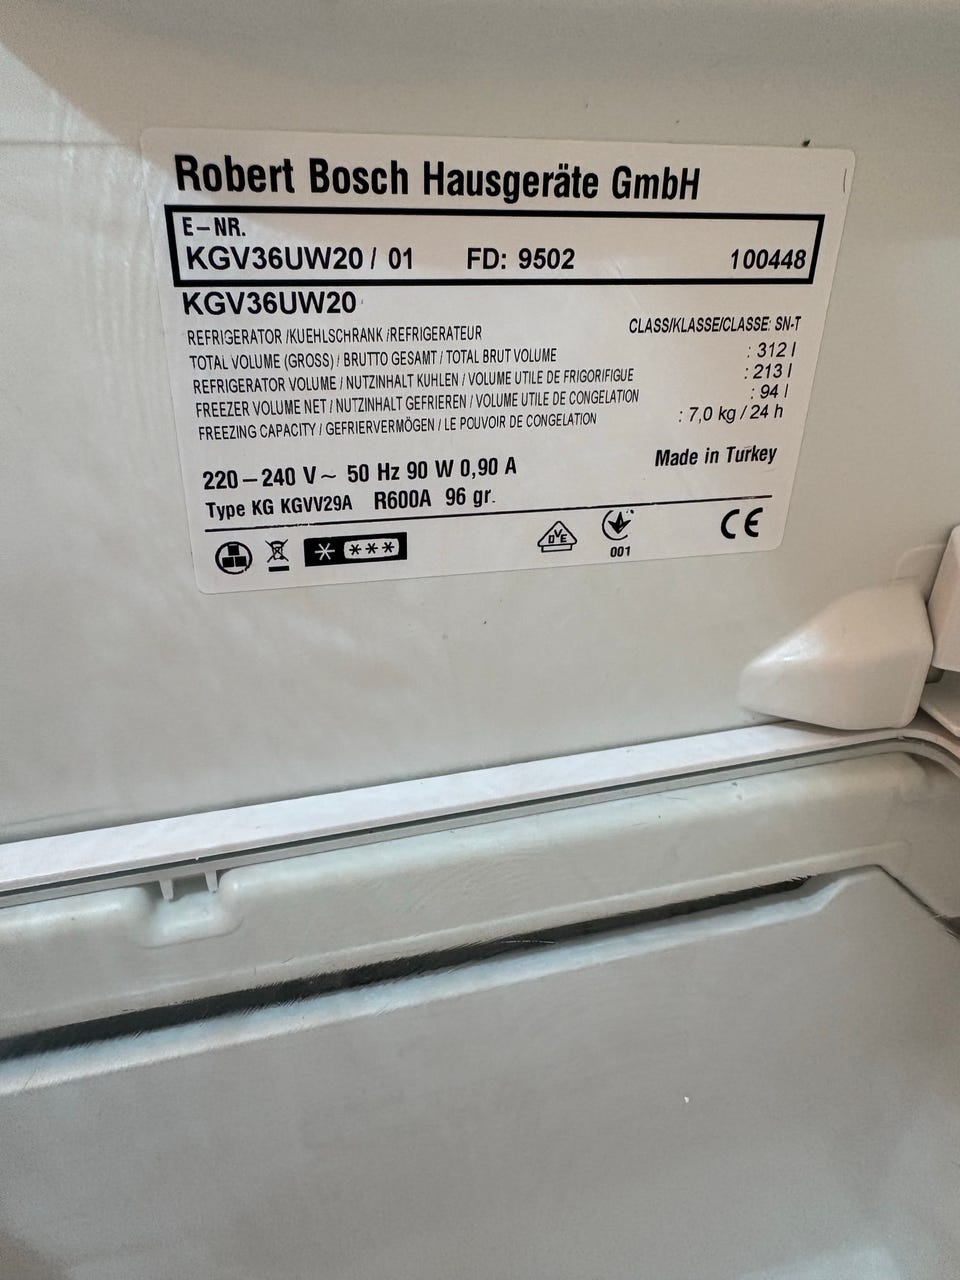 Robert Bosch Hausgeräte GmbH
E–NR.
KGV36UW20 / 01 FD: 9502 100448
KGV36UW20
REFRIGERATOR /KUEHLSCHRANK /REFRIGERATEUR CLASS/KLASSE/CLASSE: SN-T
TOTAL VOLUME (GROSS) / BRUTTO GESAMT / TOTAL BRUT VOLUME : 312 l
REFRIGERATOR VOLUME / NUTZINHALT KUHLEN / VOLUME UTILE DE FRIGORIFIGUE : 213 l
FREEZER VOLUME NET / NUTZINHALT GEFRIEREN / VOLUME UTILE DE CONGELATION : 94 l
FREEZING CAPACITY / GEFRIERVERMÖGEN / LE POUVOIR DE CONGELATION : 7,0 kg / 24 h
220 – 240 V ~ 50 Hz 90 W 0,90 A Made in Turkey
Type KG KGVV29A R600A 96 gr.
DVE
001
CE